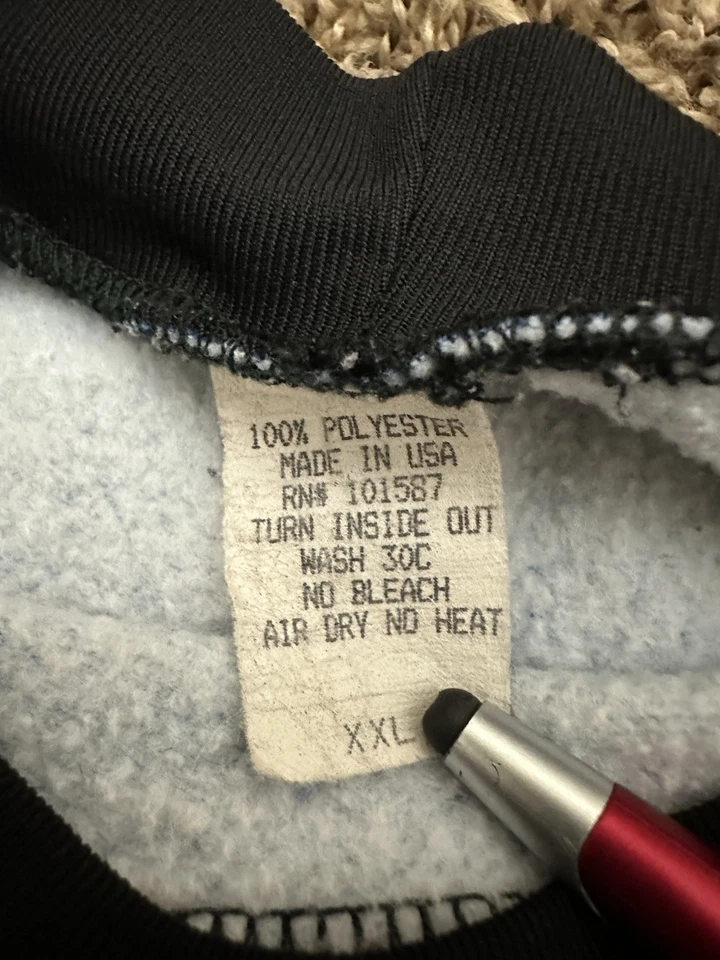 100% POLYESTER
MADE IN USA
RN# 101587
TURN INSIDE OUT
WASH 30C
NO BLEACH
AIR DRY NO HEAT
XXL